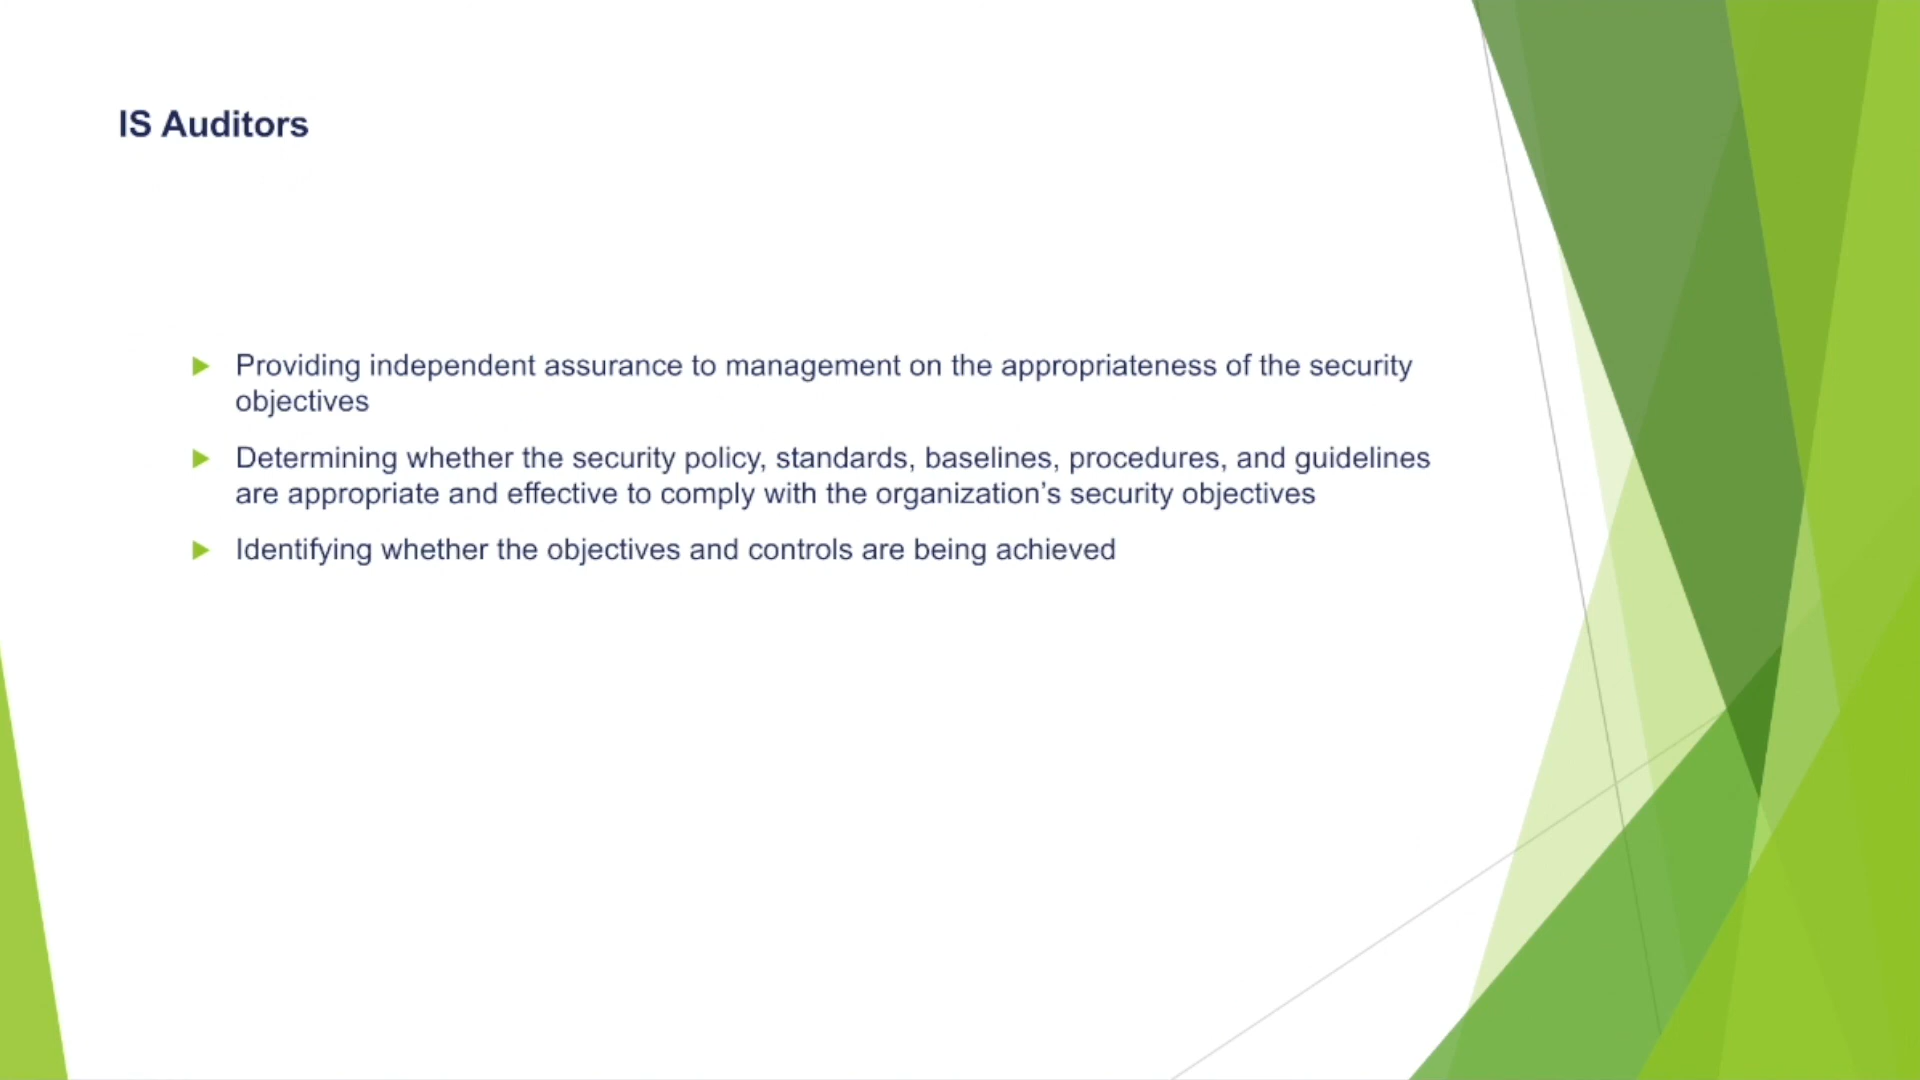 IS Auditors
Providing independent assurance to management on the appropriateness of the security
objectives
Determining whether the security policy, standards, baselines, procedures, and guidelines
are appropriate and effective to comply with the organization’s security objectives
Identifying whether the objectives and controls are being achieved